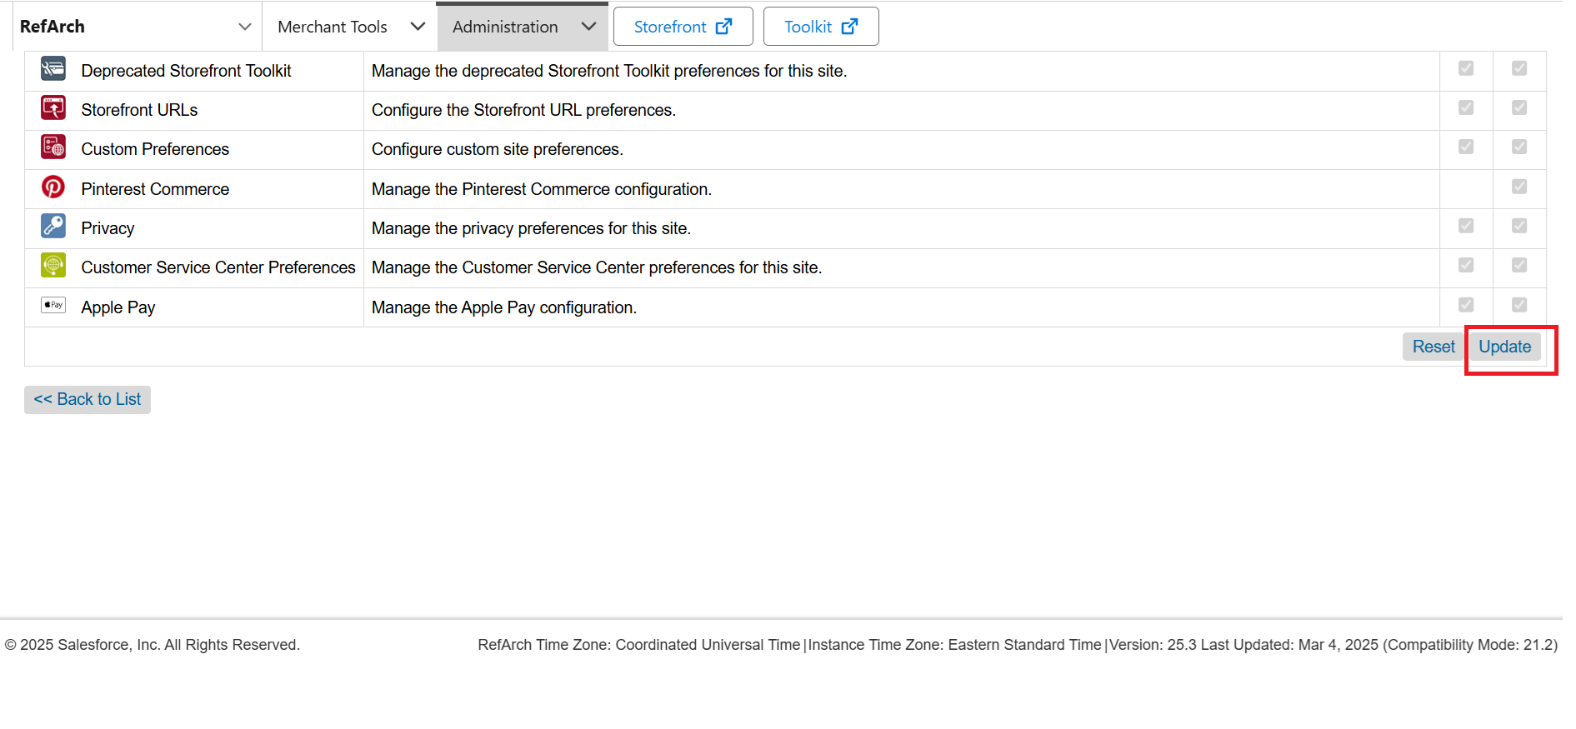 RefArch Merchant Tools Administration Storefront Toolkit
Deprecated Storefront Toolkit Manage the deprecated Storefront Toolkit preferences for this site.
Storefront URLs Configure the Storefront URL preferences.
Custom Preferences Configure custom site preferences.
Pinterest Commerce Manage the Pinterest Commerce configuration.
Privacy Manage the privacy preferences for this site.
Customer Service Center Preferences Manage the Customer Service Center preferences for this site.
Pay Apple Pay Manage the Apple Pay configuration.
Reset Update
<< Back to List
© 2025 Salesforce, Inc. All Rights Reserved. RefArch Time Zone: Coordinated Universal Time|Instance Time Zone: Eastern Standard Time|Version: 25.3 Last Updated: Mar 4, 2025 (Compatibility Mode: 21.2)